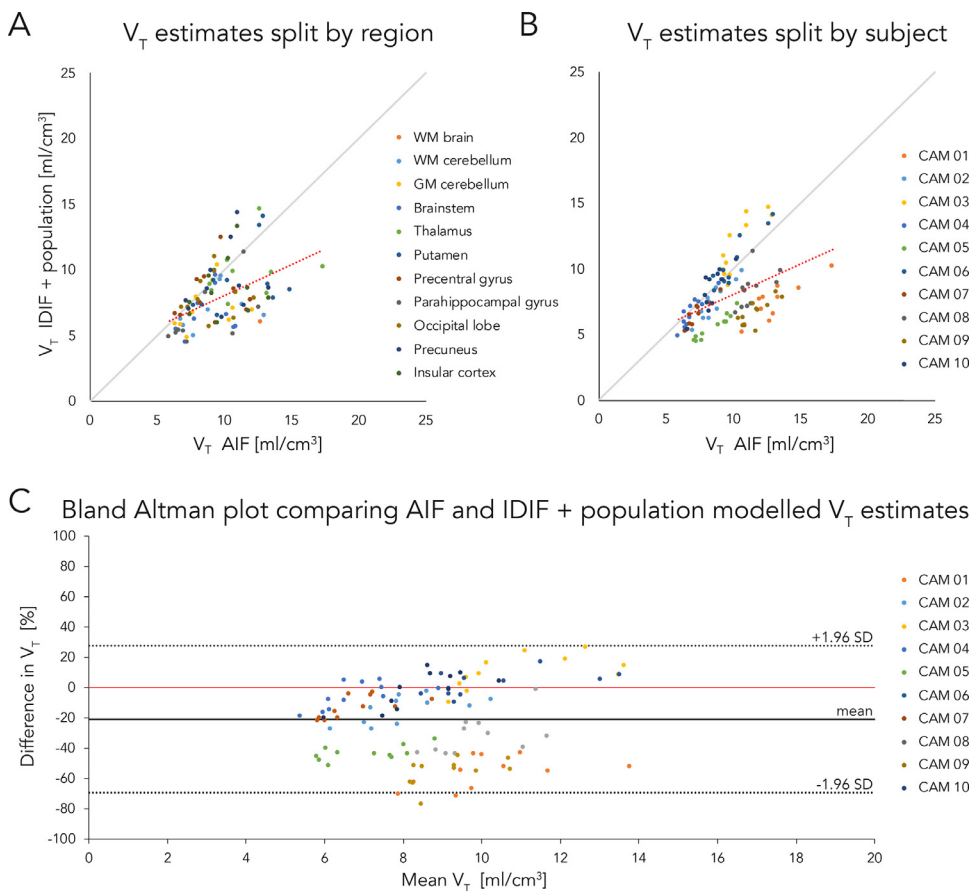 A
V_T estimates split by region
V_T IDIF + population [ml/cm³]
25
20
15
10
5
0
0 5 10 15 20 25
V_T AIF [ml/cm³]
WM brain
WM cerebellum
GM cerebellum
Brainstem
Thalamus
Putamen
Precentral gyrus
Parahippocampal gyrus
Occipital lobe
Precuneus
Insular cortex
B
V_T estimates split by subject
25
20
15
10
5
0
0 5 10 15 20 25
V_T AIF [ml/cm³]
CAM 01
CAM 02
CAM 03
CAM 04
CAM 05
CAM 06
CAM 07
CAM 08
CAM 09
CAM 10
C
Bland Altman plot comparing AIF and IDIF + population modelled V_T estimates
Difference in V_T [%]
100
80
60
40
20
0
-20
-40
-60
-80
-100
+1.96 SD
mean
-1.96 SD
0 2 4 6 8 10 12 14 16 18 20
Mean V_T [ml/cm³]
CAM 01
CAM 02
CAM 03
CAM 04
CAM 05
CAM 06
CAM 07
CAM 08
CAM 09
CAM 10